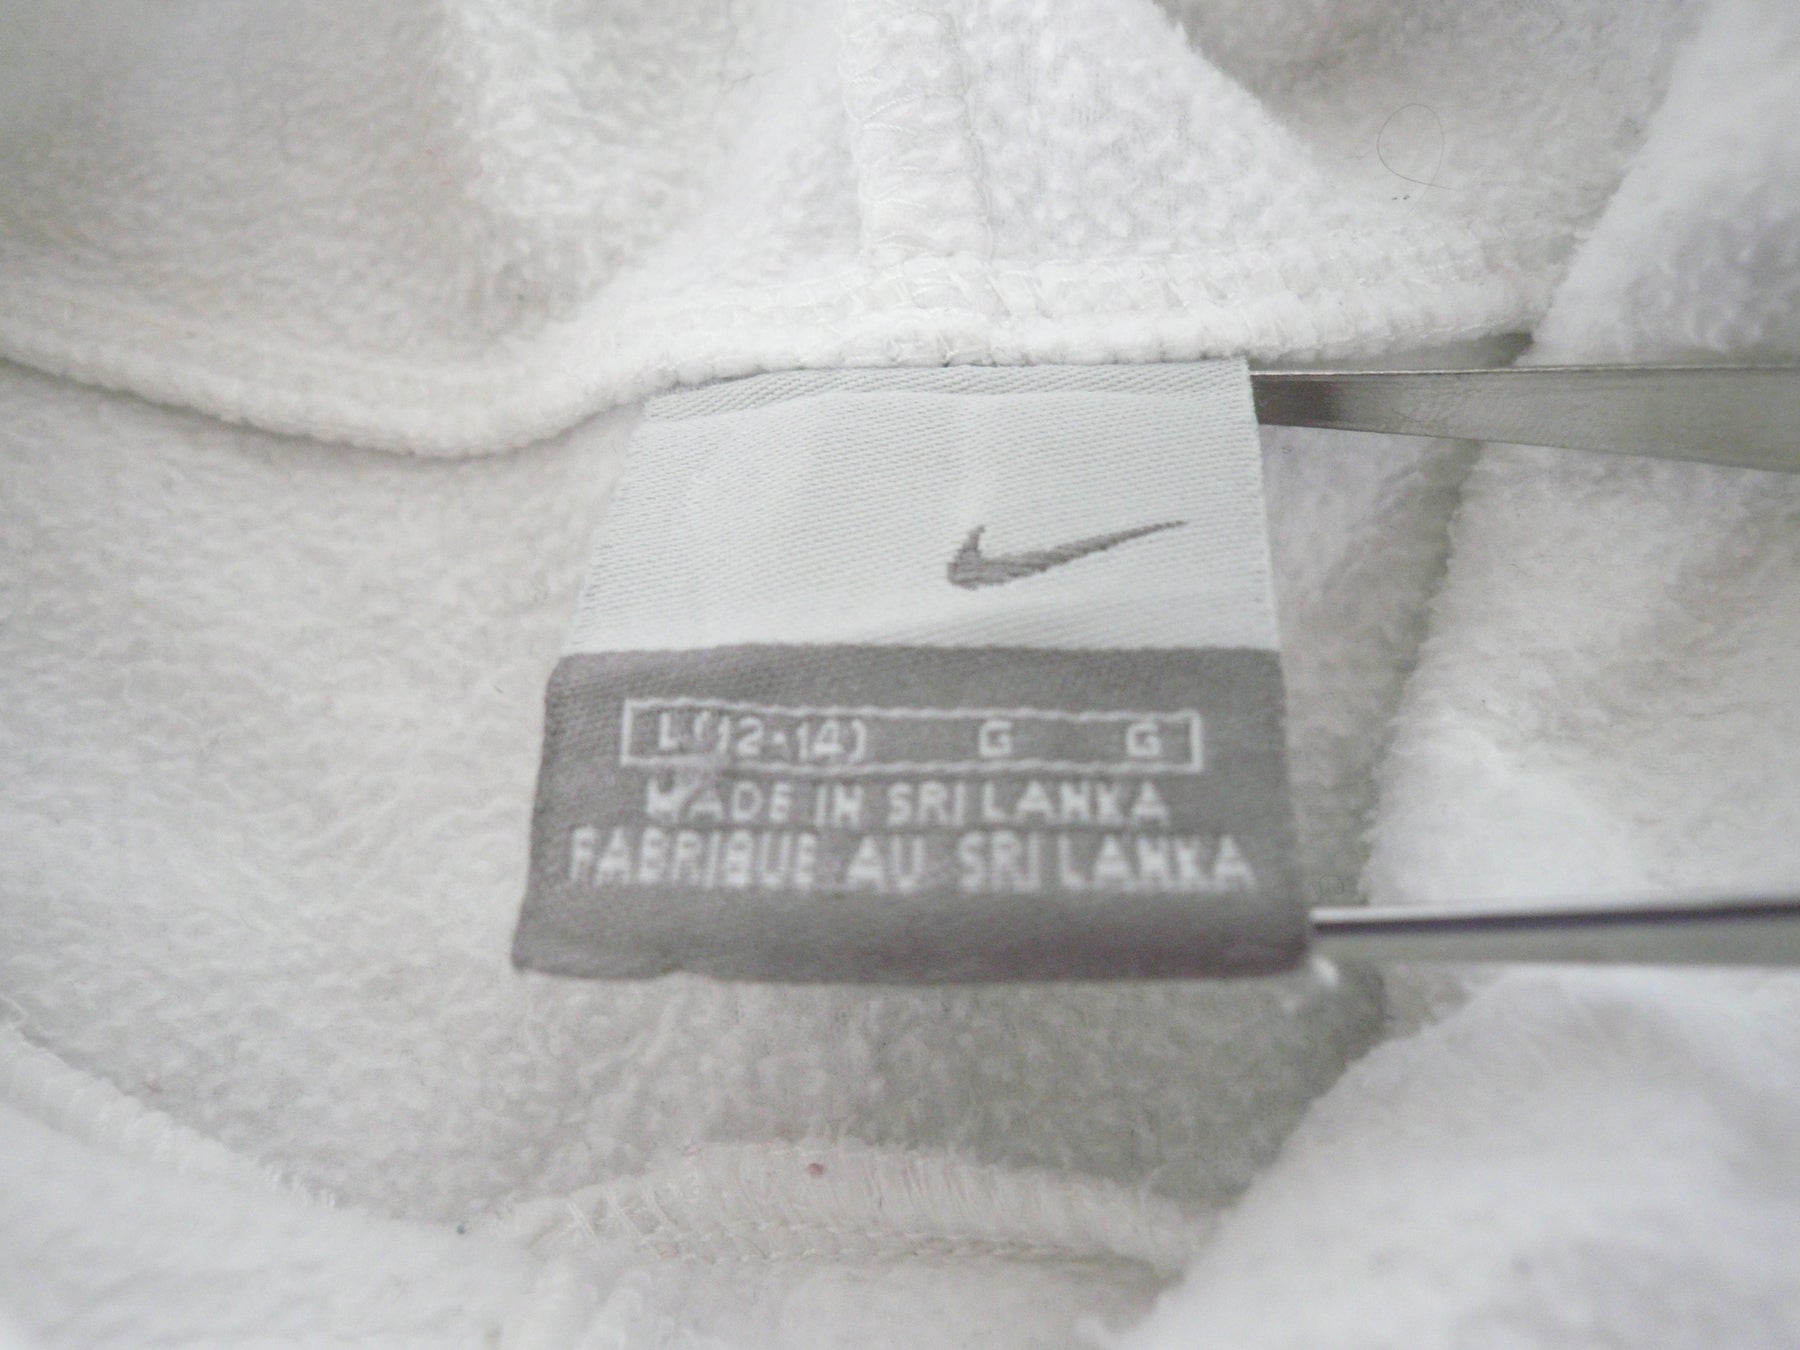 L(12-14) G G
MADE IN SRI LANKA
FABRIQUE AU SRI LANKA